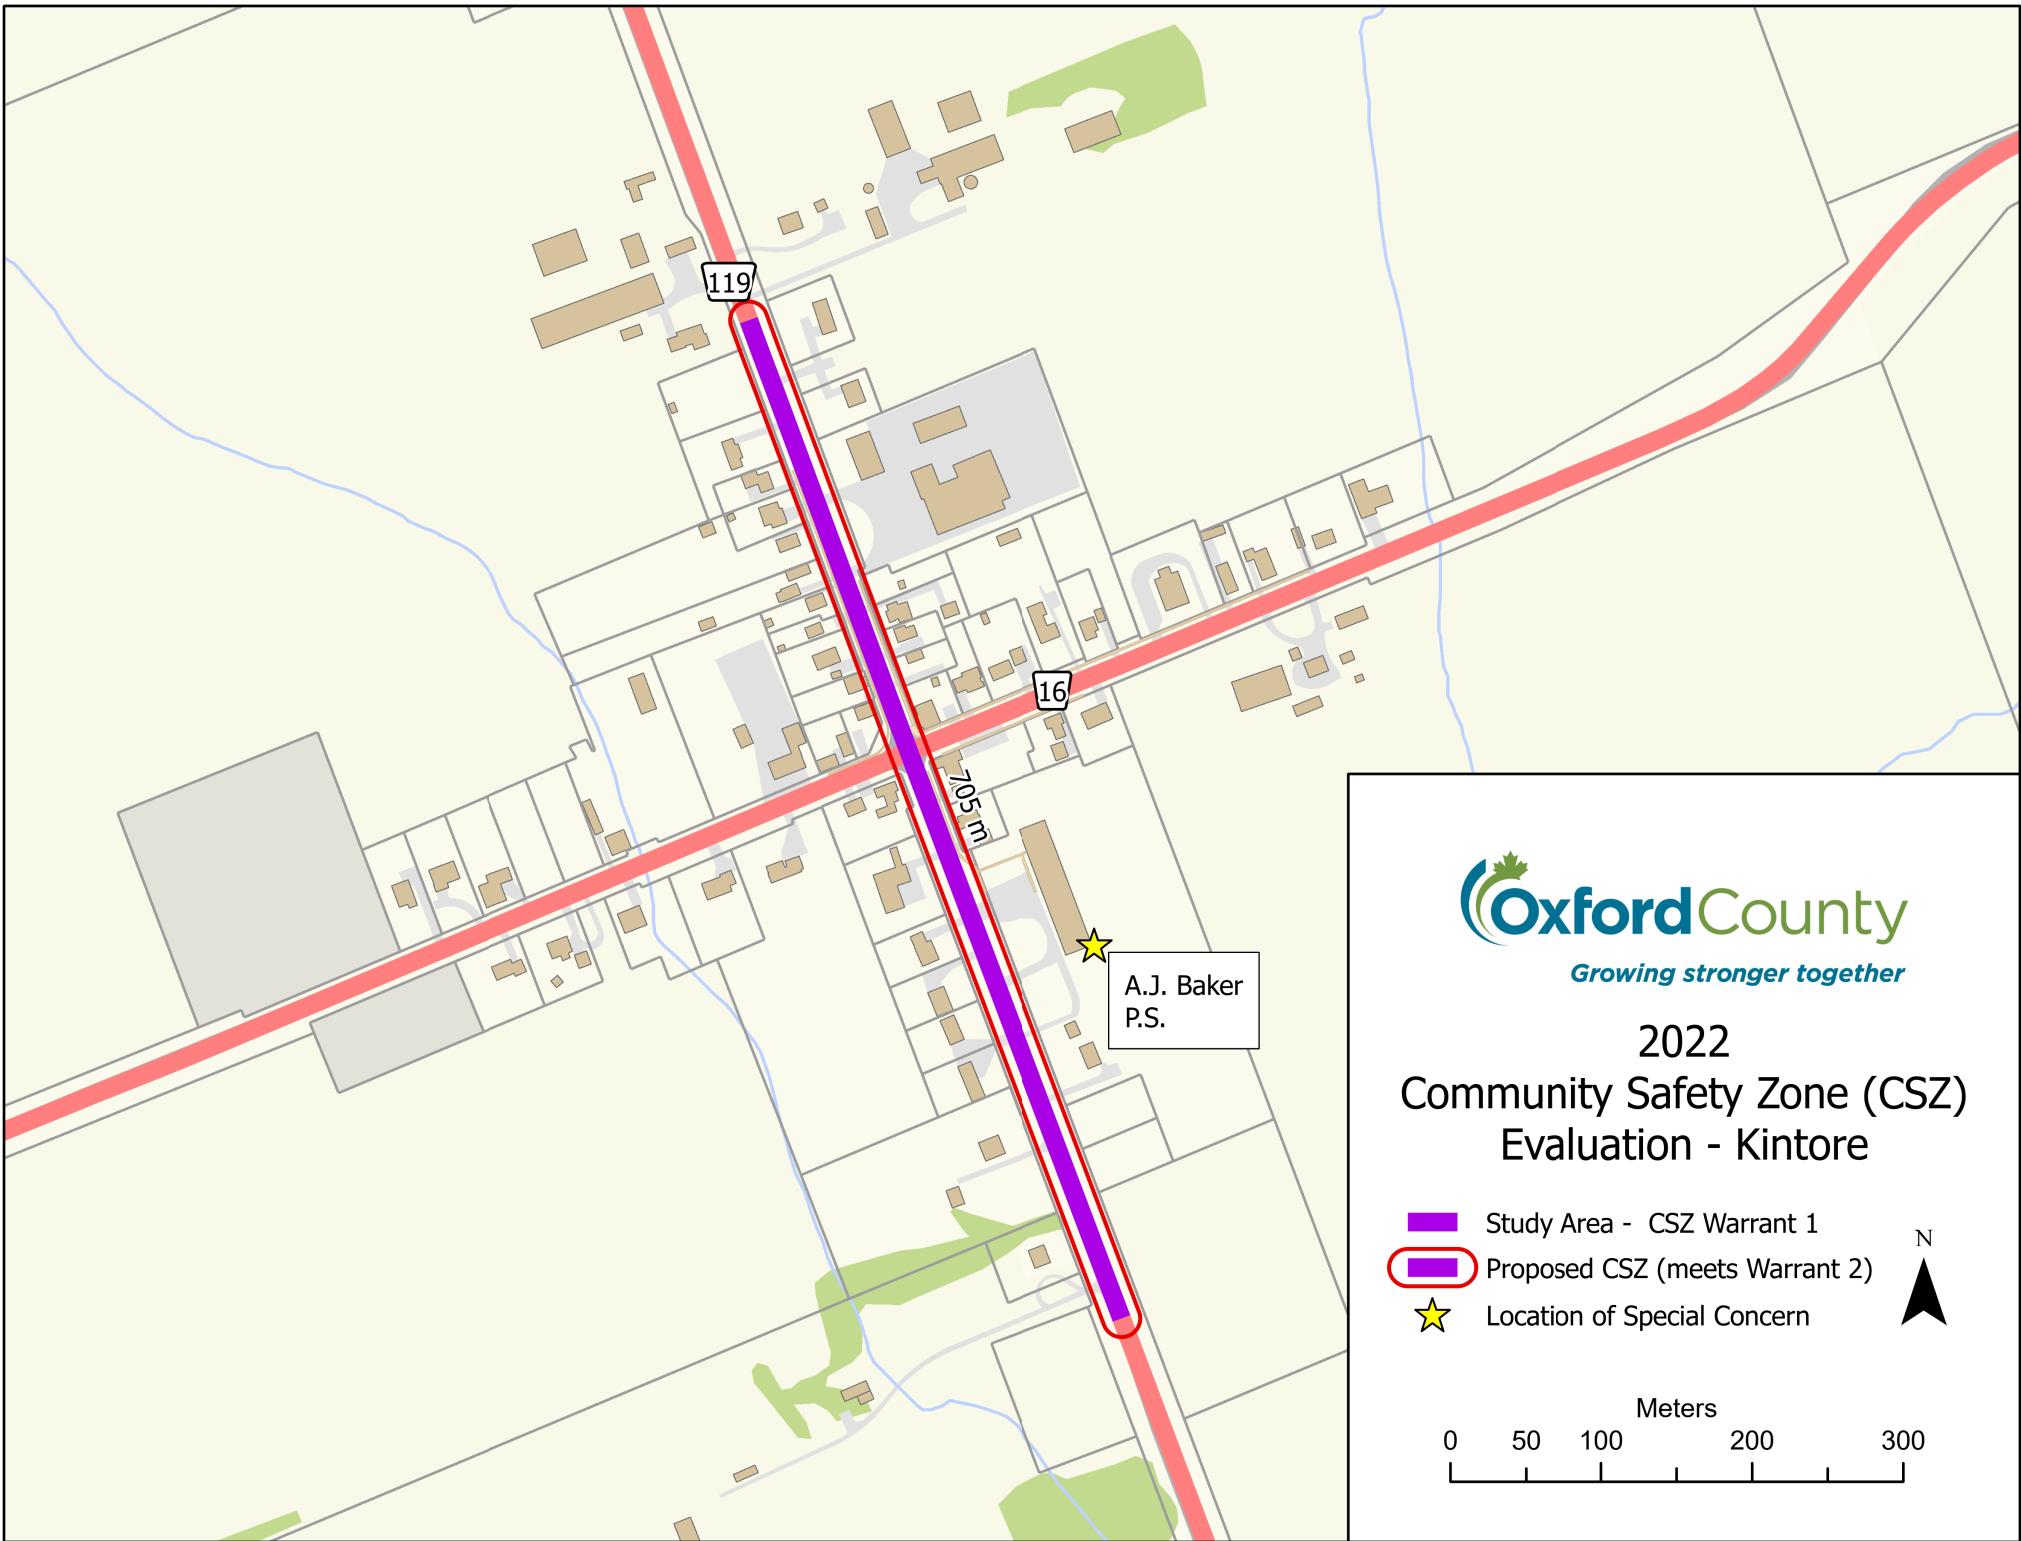 119
16
705 m
A.J. Baker
P.S.
OxfordCounty
Growing stronger together
2022
Community Safety Zone (CSZ)
Evaluation - Kintore
Study Area - CSZ Warrant 1
Proposed CSZ (meets Warrant 2)
Location of Special Concern
N
Meters
0 50 100 200 300